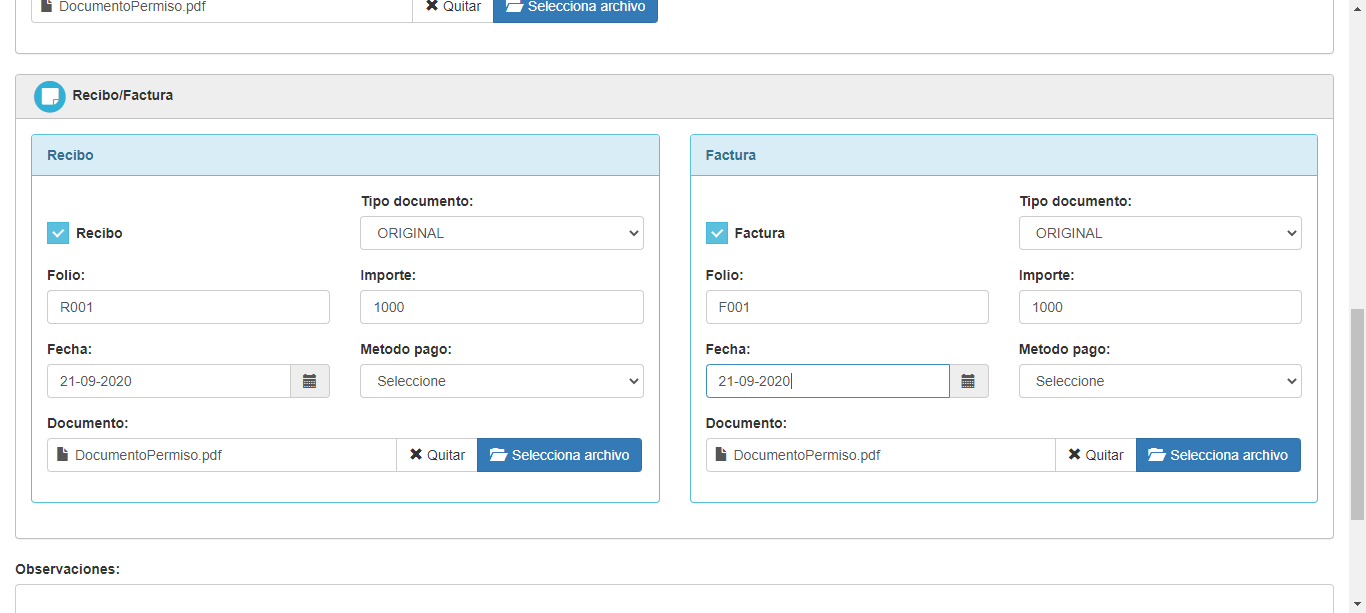 DocumentoPermiso.pdf Quitar Selecciona archivo
Recibo/Factura
Recibo
Tipo documento:
Recibo ORIGINAL
Folio: Importe:
R001 1000
Fecha: Metodo pago:
21-09-2020 Seleccione
Documento:
DocumentoPermiso.pdf Quitar Selecciona archivo
Factura
Tipo documento:
Factura ORIGINAL
Folio: Importe:
F001 1000
Fecha: Metodo pago:
21-09-2020 Seleccione
Documento:
DocumentoPermiso.pdf Quitar Selecciona archivo
Observaciones: